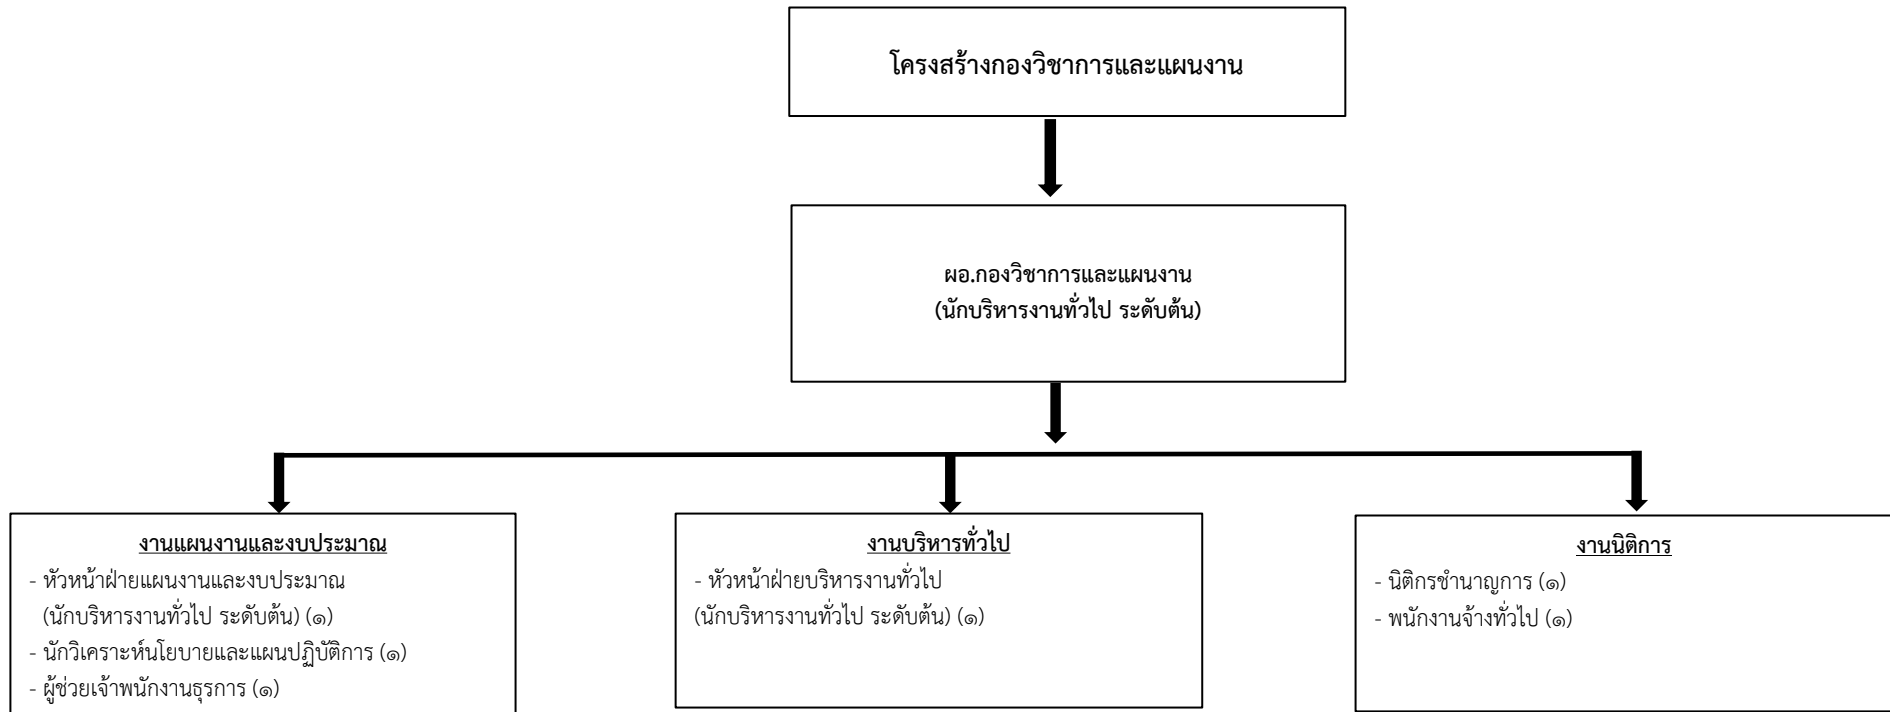 โครงสร้างกองวิชาการและแผนงาน
ผอ.กองวิชาการและแผนงาน
(นักบริหารงานทั่วไป ระดับต้น)
งานแผนงานและงบประมาณ
- หัวหน้าฝ่ายแผนงานและงบประมาณ
(นักบริหารงานทั่วไป ระดับต้น) (๑)
- นักวิเคราะห์นโยบายและแผนปฏิบัติการ (๑)
- ผู้ช่วยเจ้าพนักงานธุรการ (๑)
งานบริหารทั่วไป
- หัวหน้าฝ่ายบริหารงานทั่วไป
(นักบริหารงานทั่วไป ระดับต้น) (๑)
งานนิติการ
- นิติกรชำนาญการ (๑)
- พนักงานจ้างทั่วไป (๑)